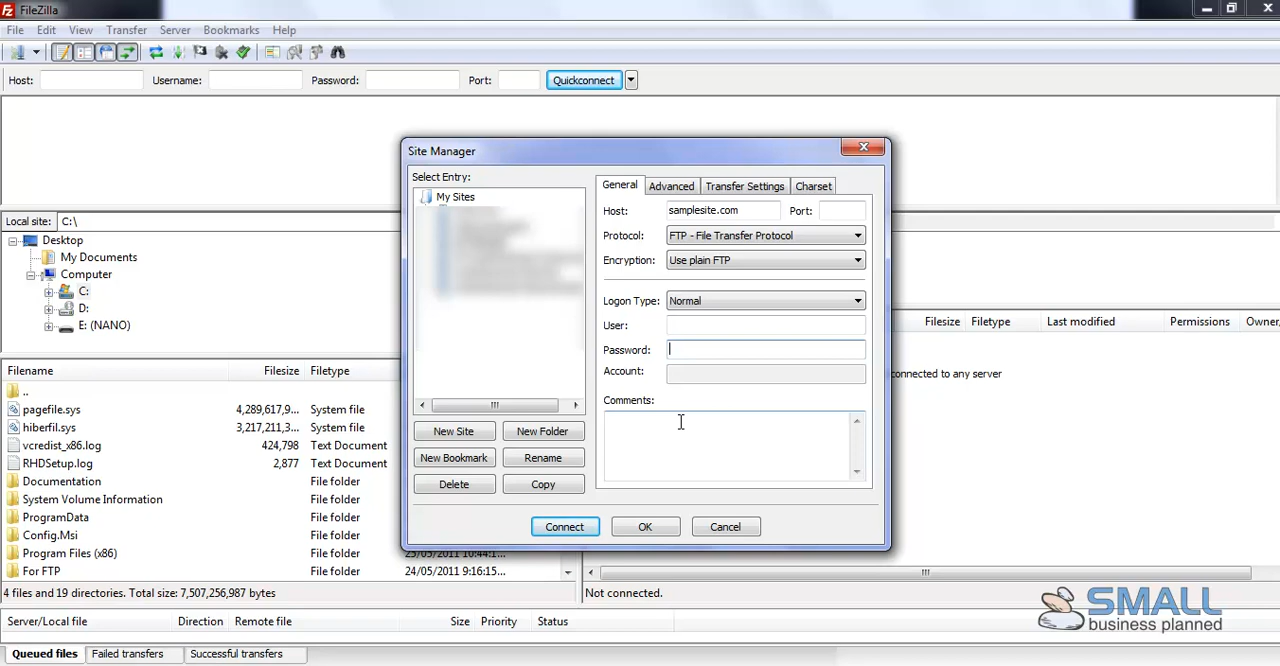 FileZilla
File Edit View Transfer Server Bookmarks Help
Host: Username: Password: Port: Quickconnect
Site Manager
Select Entry:
My Sites
New Site New Folder
New Bookmark Rename
Delete Copy
General Advanced Transfer Settings Charset
Host: samplesite.com Port:
Protocol: FTP - File Transfer Protocol
Encryption: Use plain FTP
Logon Type: Normal
User:
Password:
Account:
Comments:
Connect OK Cancel
Local site: C:\
Desktop
My Documents
Computer
C:
D:
E: (NANO)
Filename Filesize Filetype
..
pagefile.sys 4,289,617,9... System file
hiberfil.sys 3,217,211,3... System file
vcredist_x86.log 424,798 Text Document
RHDSetup.log 2,877 Text Document
Documentation File folder
System Volume Information File folder
ProgramData File folder
Config.Msi File folder
Program Files (x86) File folder 25/05/2011 10:44:1...
For FTP File folder 24/05/2011 9:16:15...
4 files and 19 directories. Total size: 7,507,256,987 bytes
Filesize Filetype Last modified Permissions Owner/
connected to any server
Not connected.
Server/Local file Direction Remote file Size Priority Status
Queued files Failed transfers Successful transfers
SMALL
business planned